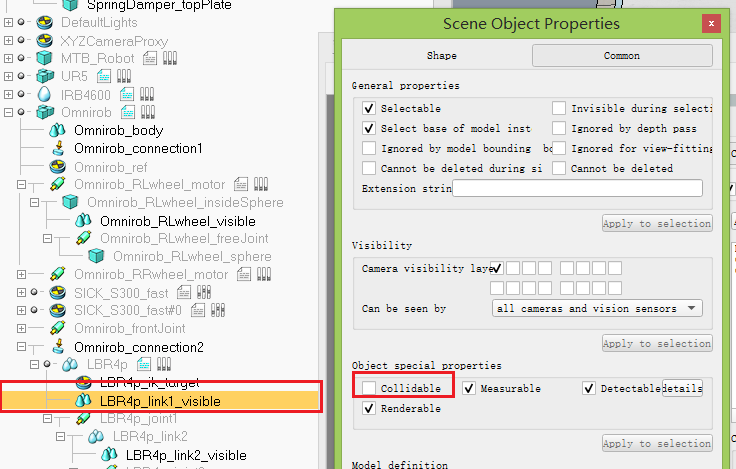 SpringDamper_topPlate
DefaultLights
XYZCameraProxy
MTB_Robot
UR5
IRB4600
Omnirob
Omnirob_body
Omnirob_connection1
Omnirob_ref
Omnirob_RLwheel_motor
Omnirob_RLwheel_insideSphere
Omnirob_RLwheel_visible
Omnirob_RLwheel_freeJoint
Omnirob_RLwheel_sphere
Omnirob_RRwheel_motor
SICK_S300_fast
SICK_S300_fast#0
Omnirob_frontJoint
Omnirob_connection2
LBR4p
LBR4p_ik_target
LBR4p_link1_visible
LBR4p_joint1
LBR4p_link2
LBR4p_link2_visible
Scene Object Properties
x
Shape Common
General properties
Selectable Invisible during selecti
Select base of model inst Ignored by depth pass
Ignored by model bounding bo Ignored for view-fitting
Cannot be deleted during si Cannot be deleted
Extension strin
Apply to selection
Visibility
Camera visibility laye
Can be seen by all cameras and vision sensors
Apply to selection
Object special properties
Collidable Measurable Detectable details
Renderable
Apply to selection
Model definition